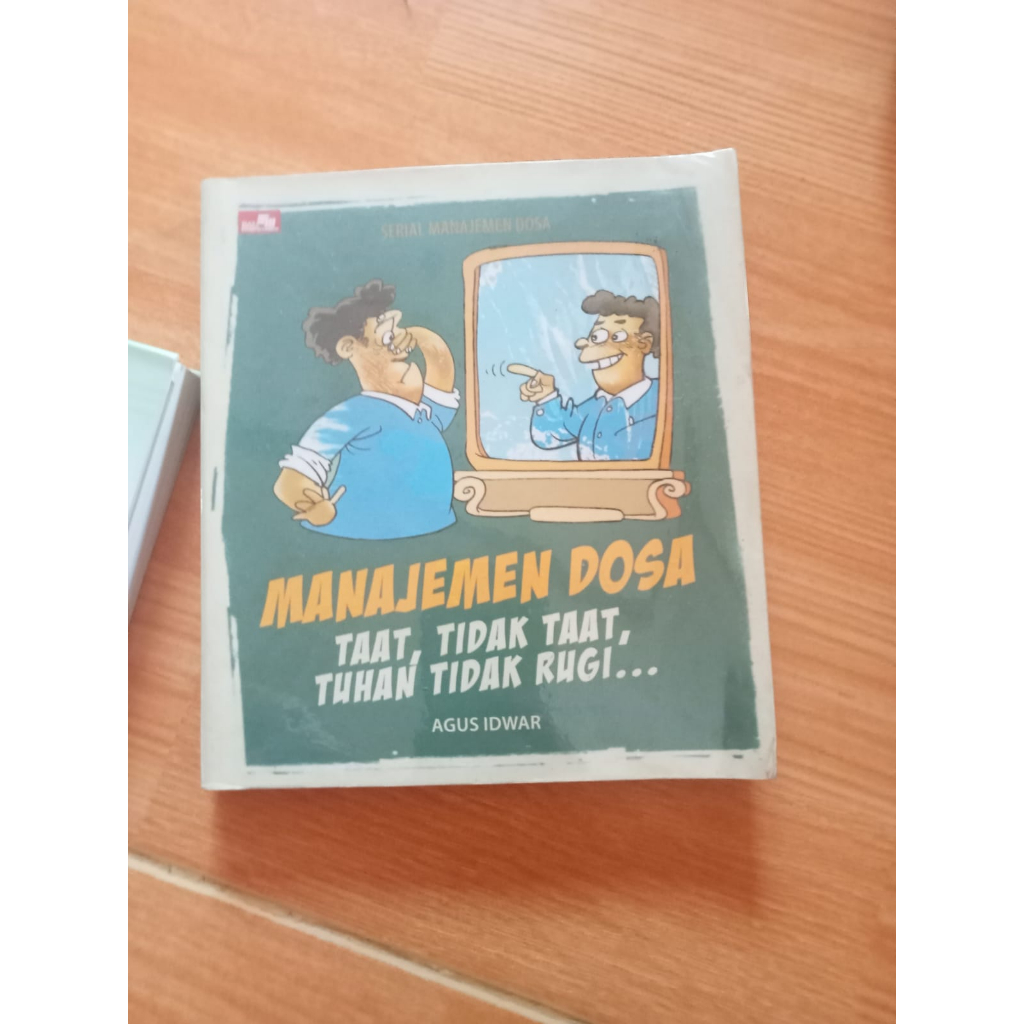 SERIAL MANAJEMEN DOSA
MANAJEMEN DOSA
TAAT, TIDAK TAAT,
TUHAN TIDAK RUGI...
AGUS IDWAR